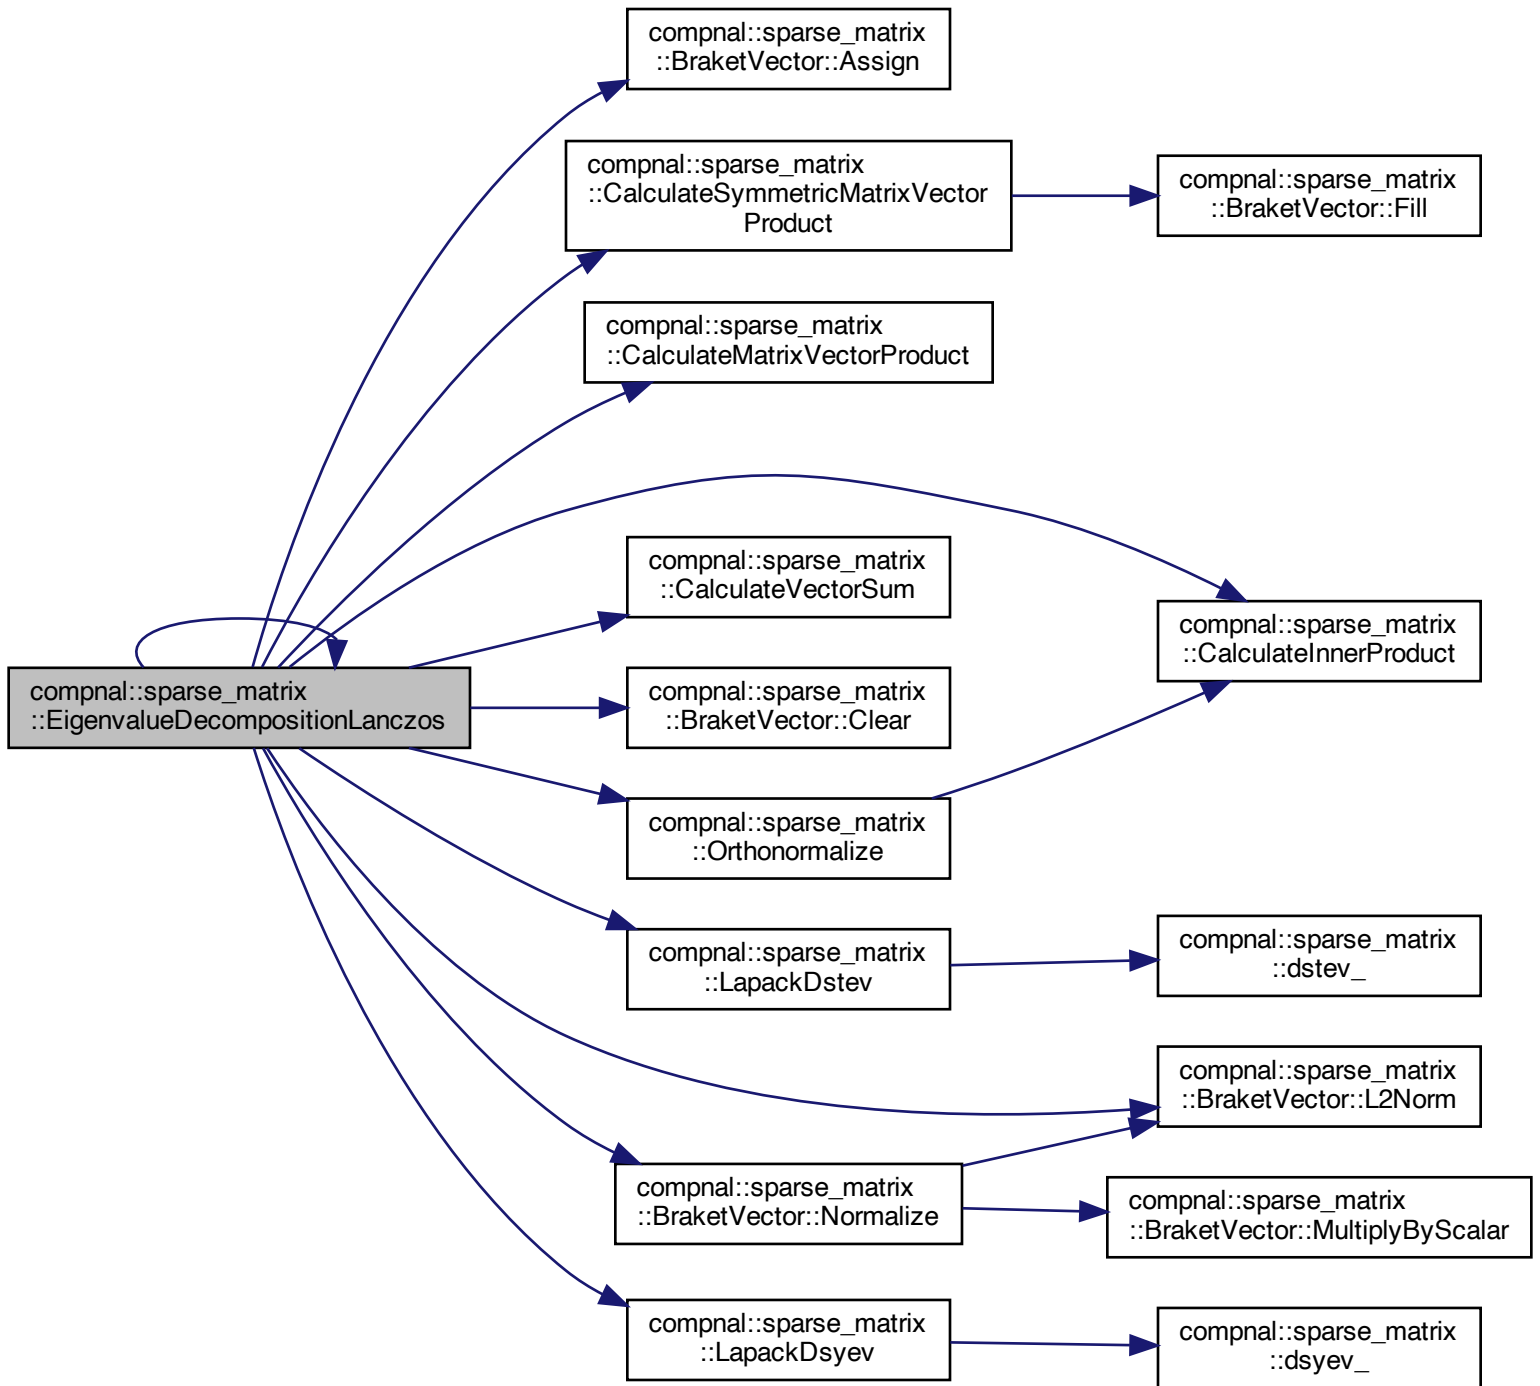 compnal::sparse_matrix
::BraketVector::Assign
compnal::sparse_matrix
::CalculateSymmetricMatrixVector
Product
compnal::sparse_matrix
::BraketVector::Fill
compnal::sparse_matrix
::CalculateMatrixVectorProduct
compnal::sparse_matrix
::CalculateVectorSum
compnal::sparse_matrix
::CalculateInnerProduct
compnal::sparse_matrix
::EigenvalueDecompositionLanczos
compnal::sparse_matrix
::BraketVector::Clear
compnal::sparse_matrix
::Orthonormalize
compnal::sparse_matrix
::LapackDstev
compnal::sparse_matrix
::dstev_
compnal::sparse_matrix
::BraketVector::L2Norm
compnal::sparse_matrix
::BraketVector::Normalize
compnal::sparse_matrix
::BraketVector::MultiplyByScalar
compnal::sparse_matrix
::LapackDsyev
compnal::sparse_matrix
::dsyev_